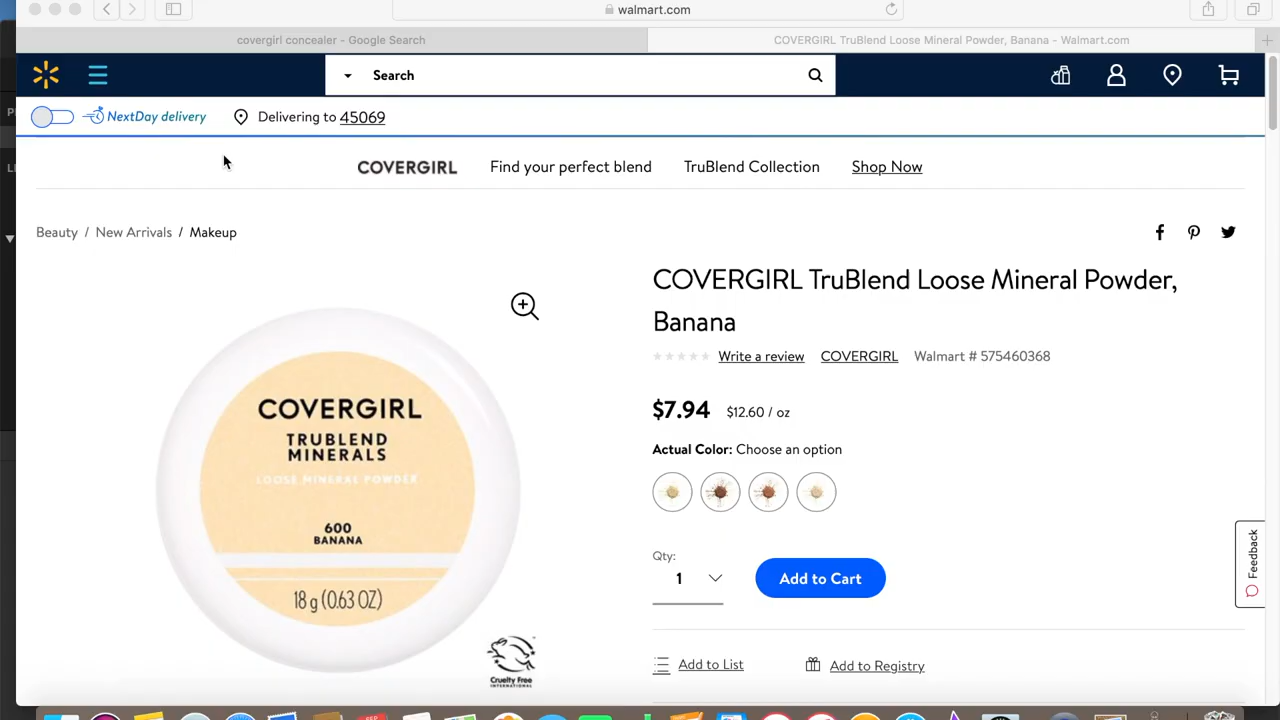 walmart.com
covergirl concealer - Google Search
COVERGIRL TruBlend Loose Mineral Powder, Banana - Walmart.com
Search
NextDay delivery
Delivering to 45069
COVERGIRL
Find your perfect blend
TruBlend Collection
Shop Now
Beauty / New Arrivals / Makeup
COVERGIRL TruBlend Loose Mineral Powder,
Banana
Write a review
COVERGIRL
Walmart # 575460368
$7.94
$12.60 / oz
Actual Color: Choose an option
Qty:
1
Add to Cart
Add to List
Add to Registry
Feedback
COVERGIRL
TRUBLEND
MINERALS
LOOSE MINERAL POWDER
600
BANANA
18 g (0.63 OZ)
Cruelty Free
INTERNATIONAL